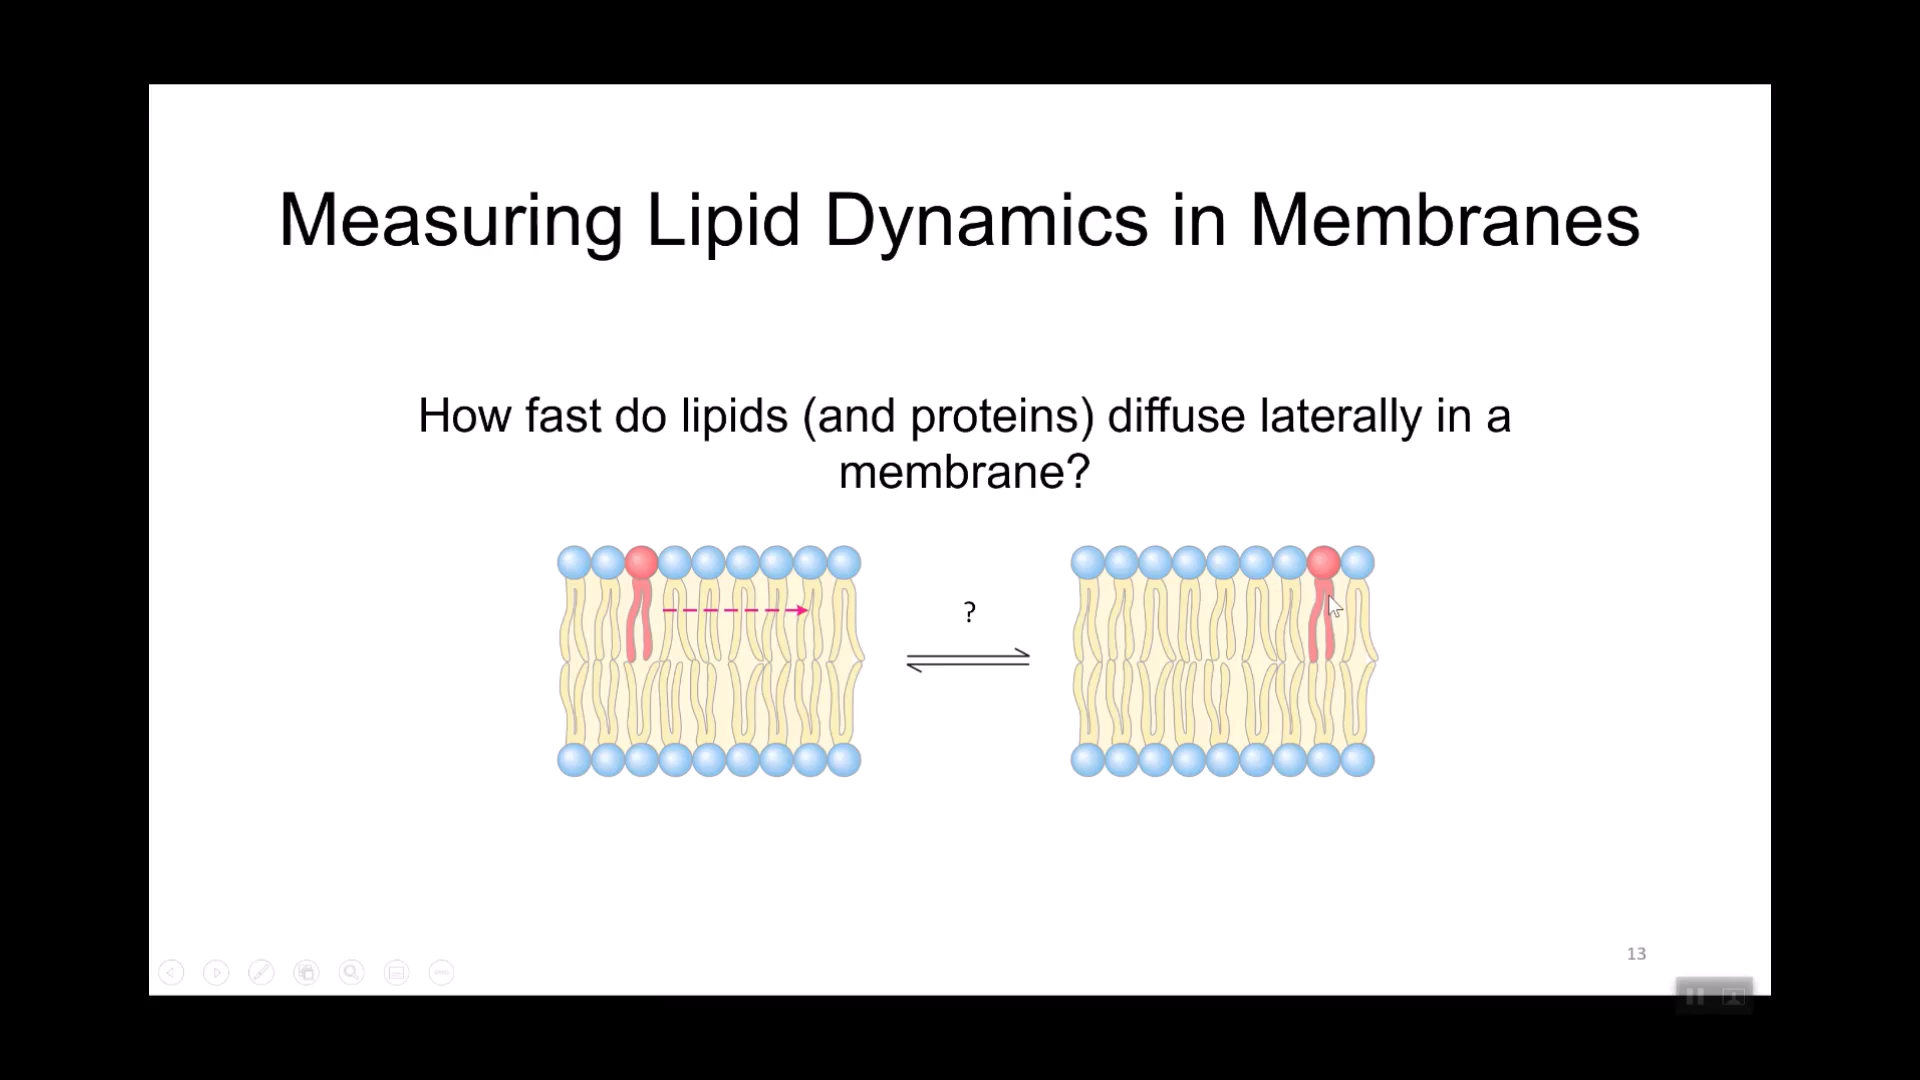 Measuring Lipid Dynamics in Membranes
How fast do lipids (and proteins) diffuse laterally in a
membrane?
?
13